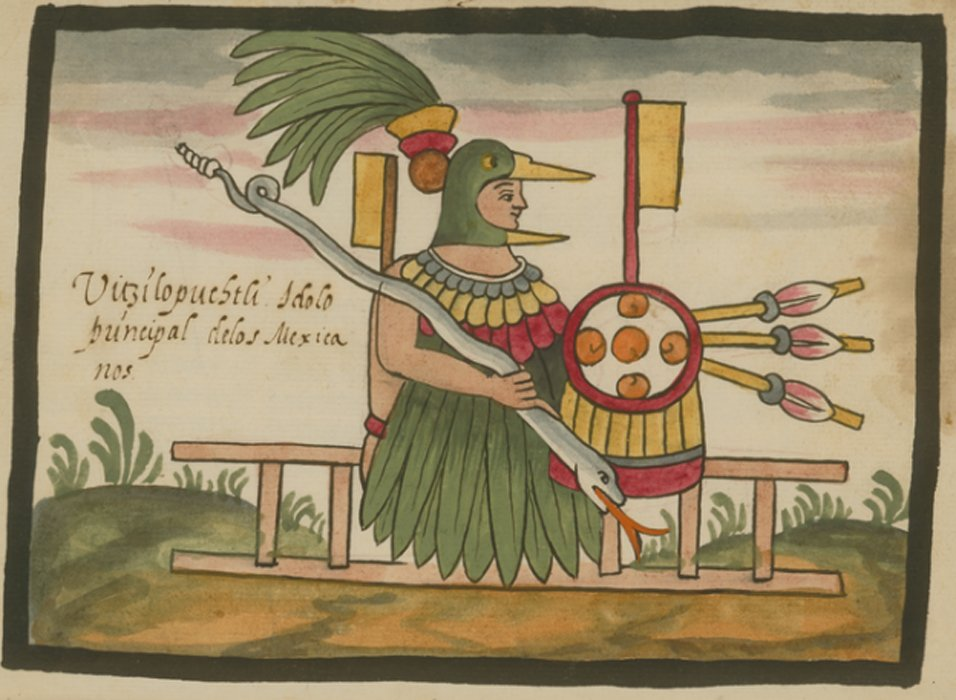 Vitzilopuchtli. Idolo
principal delos Mexica
nos.